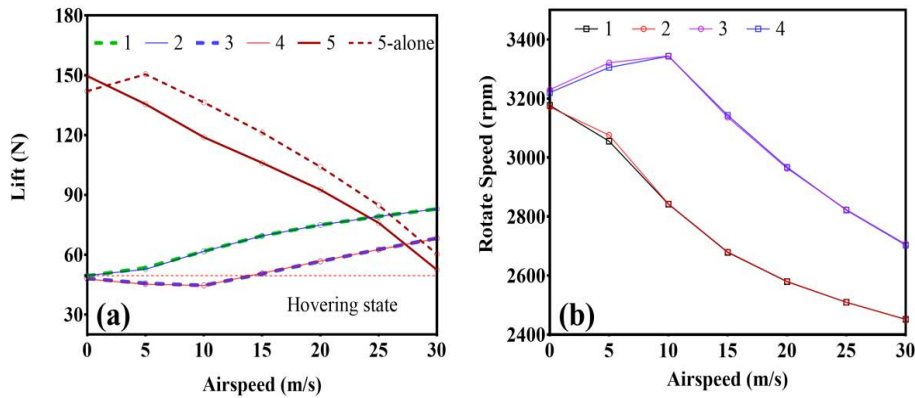 180
150
120
90
60
30
Lift (N)
1 2 3 4 5 5-alone
Hovering state
(a)
0 5 10 15 20 25 30
Airspeed (m/s)
3400
3200
3000
2800
2600
2400
Rotate Speed (rpm)
1 2 3 4
(b)
0 5 10 15 20 25 30
Airspeed (m/s)